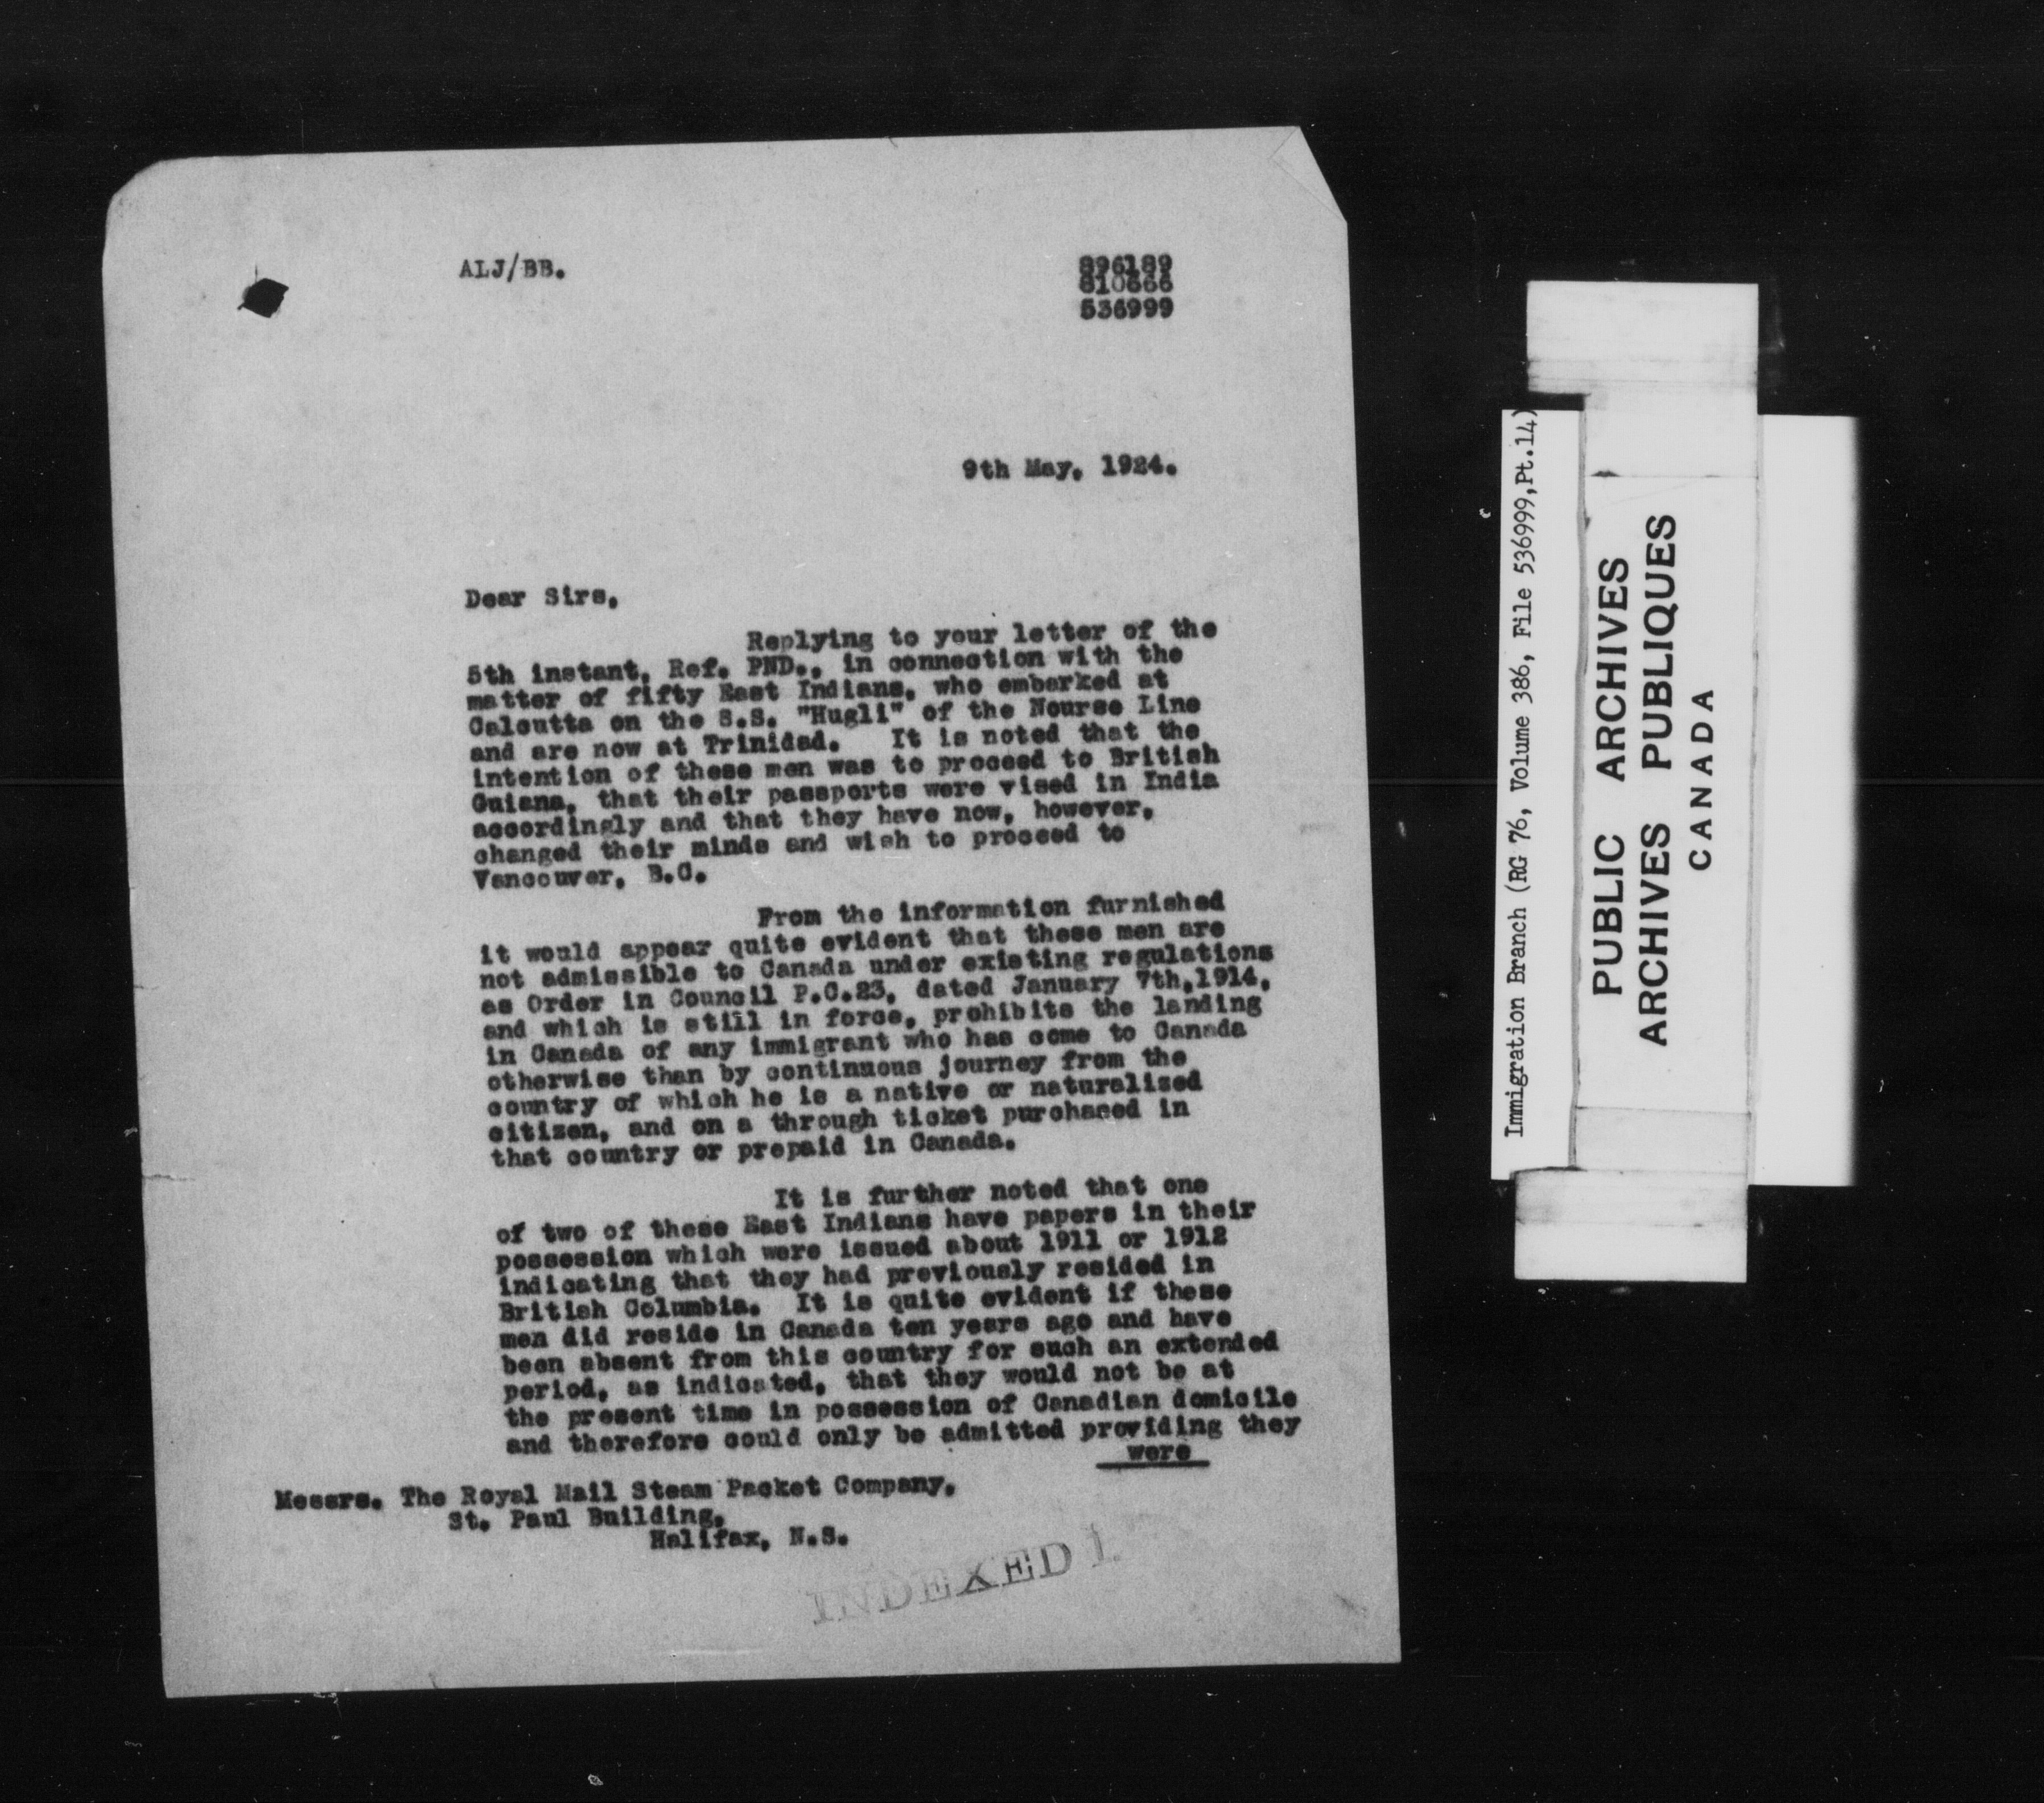 ALJ/BB.
896189
810666
536999
9th May, 1924.
Dear Sirs,
Replying to your letter of the
5th instant, Ref. PND., in connection with the
matter of fifty East Indians, who embarked at
Calcutta on the S.S. "Hugli" of the Nourse Line
and are now at Trinidad. It is noted that the
intention of these men was to proceed to British
Guiana, that their passports were vised in India
accordingly and that they have now, however,
changed their minds and wish to proceed to
Vancouver, B.C.
From the information furnished
it would appear quite evident that these men are
not admissible to Canada under existing regulations
as Order in Council P.C.23, dated January 7th,1914,
and which is still in force, prohibits the landing
in Canada of any immigrant who has come to Canada
otherwise than by continuous journey from the
country of which he is a native or naturalized
citizen, and on a through ticket purchased in
that country or prepaid in Canada.
It is further noted that one
of two of these East Indians have papers in their
possession which were issued about 1911 or 1912
indicating that they had previously resided in
British Columbia. It is quite evident if these
men did reside in Canada ten years ago and have
been absent from this country for such an extended
period, as indicated, that they would not be at
the present time in possession of Canadian domicile
and therefore could only be admitted providing they
were
Messrs. The Royal Mail Steam Packet Company,
St. Paul Building,
Halifax, N.S.
INDEXED 1
Immigration Branch (RG 76, Volume 386, File 536999,Pt.14)
PUBLIC ARCHIVES
ARCHIVES PUBLIQUES
CANADA